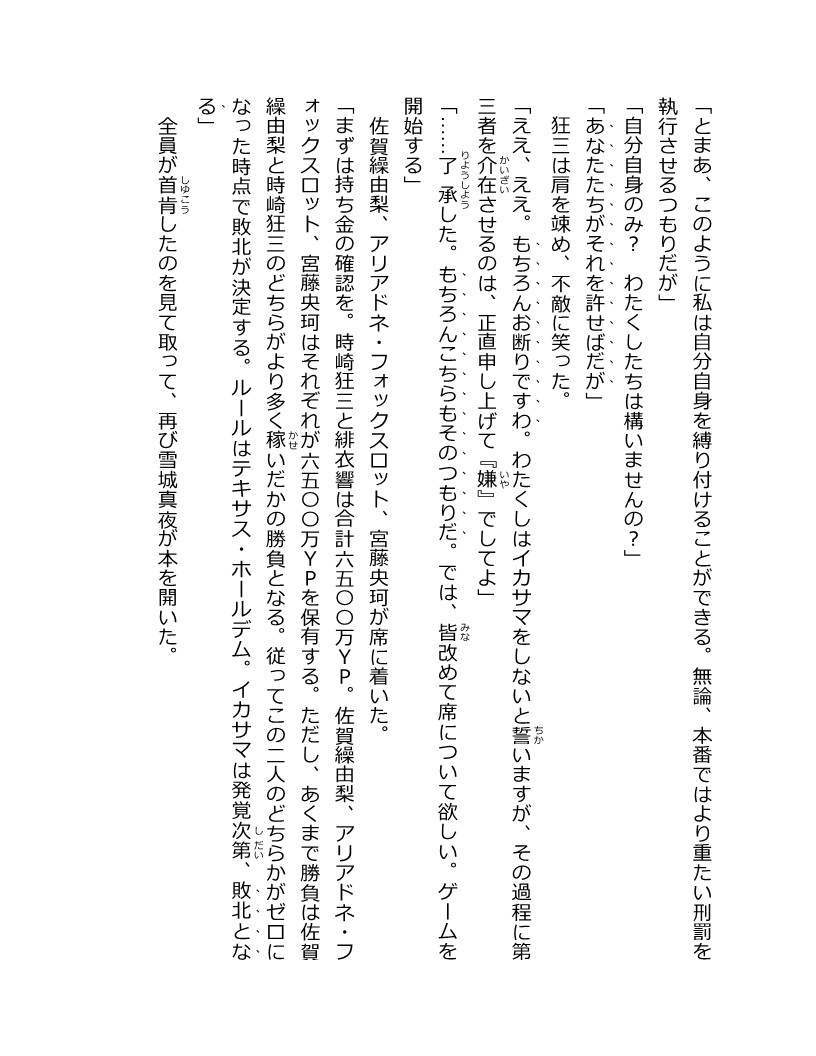 「とまあ、このように私は自分自身を縛り付けることができる。無論、本番ではより重たい刑罰を
執行させるつもりだが」
「自分自身のみ？　わたくしたちは構いませんの？」
「あなたたちがそれを許せばだが」
　狂三は肩を竦め、不敵に笑った。
「ええ、ええ。もちろんお断りですわ。わたくしはイカサマをしないと誓いますが、その過程に第
三者を介在させるのは、正直申し上げて『嫌』でしてよ」
「……了承した。もちろんこちらもそのつもりだ。では、皆改めて席について欲しい。ゲームを
開始する」
　佐賀繰由梨、アリアドネ・フォックスロット、宮藤央珂が席に着いた。
「まずは持ち金の確認を。時崎狂三と緋衣響は合計六五〇〇万ＹＰ。佐賀繰由梨、アリアドネ・フ
ォックスロット、宮藤央珂はそれぞれが六五〇〇万ＹＰを保有する。ただし、あくまで勝負は佐賀
繰由梨と時崎狂三のどちらがより多く稼いだかの勝負となる。従ってこの二人のどちらかがゼロに
なった時点で敗北が決定する。ルールはテキサス・ホールデム。イカサマは発覚次第、敗北とな
る」
　全員が首肯したのを見て取って、再び雪城真夜が本を開いた。